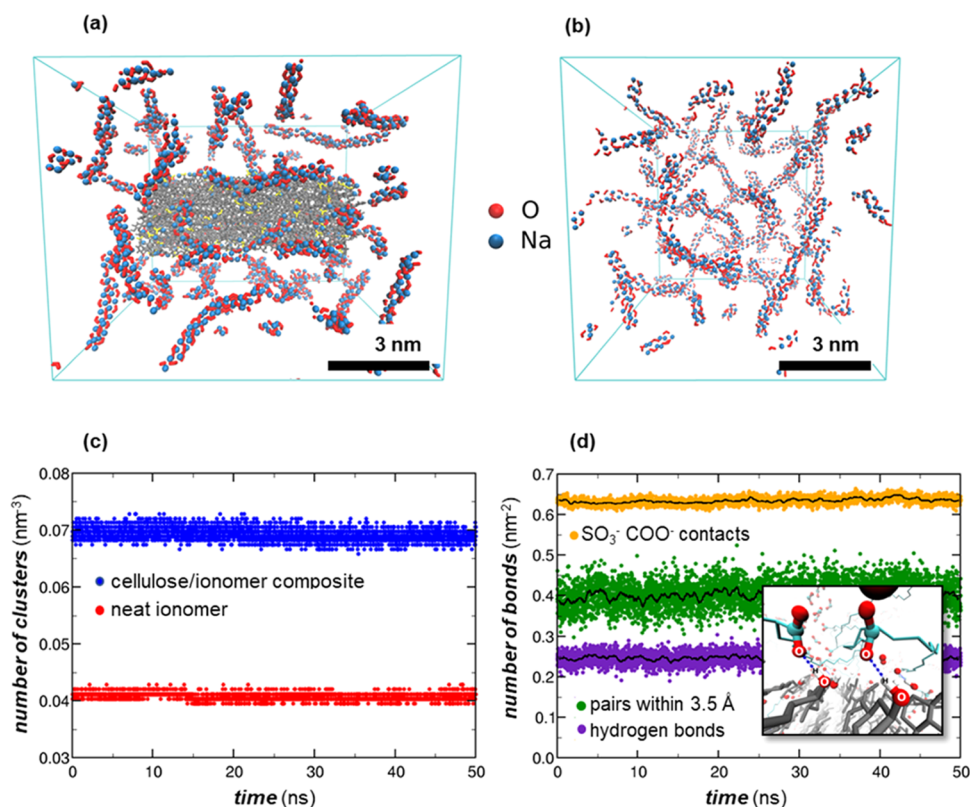 (a)
(b)
O
Na
3 nm
3 nm
(c)
(d)
number of clusters (nm-3)
0.08
0.07
0.06
0.05
0.04
0.03
cellulose/ionomer composite
neat ionomer
0 10 20 30 40 50
time (ns)
number of bonds (nm-2)
0.7
0.6
0.5
0.4
0.3
0.2
0.1
0.0
SO3- COO- contacts
pairs within 3.5 Å
hydrogen bonds
O
O
O
O
0 10 20 30 40 50
time (ns)